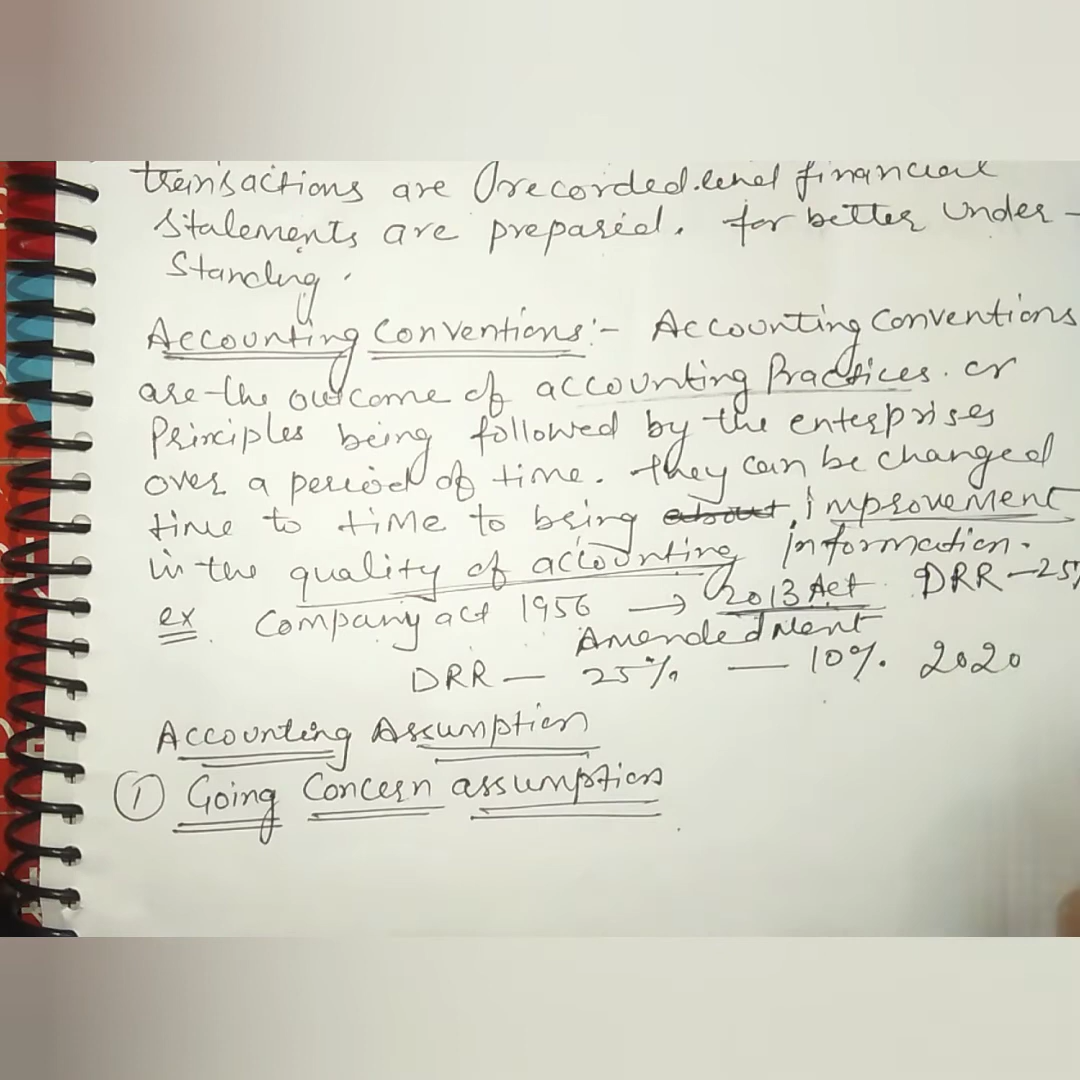 transactions are recorded. and financial
statements are prepared. for better under-
standing.
Accounting Conventions:- Accounting conventions
are the outcome of accounting Practices. or
Principles being followed by the enterprises
over a period of time. they can be changed
time to time to being about improvement
in the quality of accounting information.
ex. Company act 1956 → 2013 Act DRR - 25%
Amendedment
DRR - 25% - 10% 2020
Accounting Assumption
① Going Concern assumption